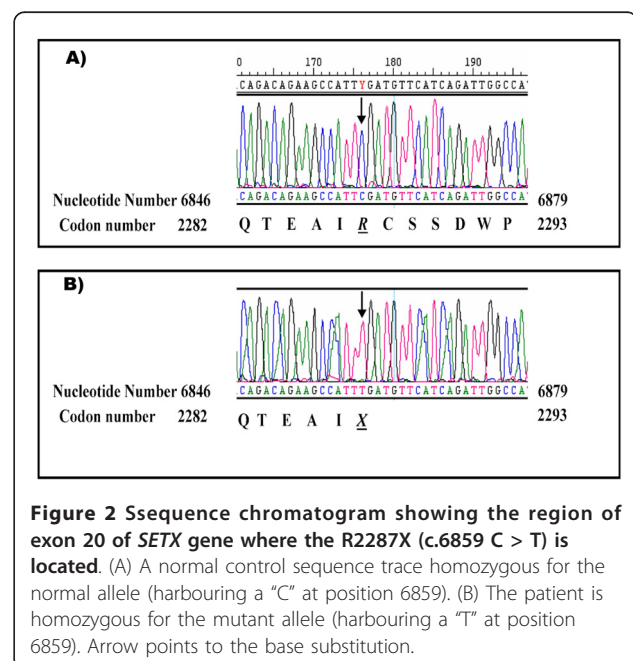 A)
0 170 180 190
CAGACAGAAGCCATTYGATGTTCATCAGATTGGCCA
CAGACAGAAGCCATTCGATGTTCATCAGATTGGCCA
Nucleotide Number 6846 6879
Codon number 2282 Q T E A I R C S S D W P 2293
B)
CAGACAGAAGCCATTTGATGTTCATCAGATTGGCCA
Nucleotide Number 6846 6879
Codon number 2282 Q T E A I X 2293
Figure 2 Ssequence chromatogram showing the region of
exon 20 of SETX gene where the R2287X (c.6859 C > T) is
located. (A) A normal control sequence trace homozygous for the
normal allele (harbouring a “C” at position 6859). (B) The patient is
homozygous for the mutant allele (harbouring a “T” at position
6859). Arrow points to the base substitution.